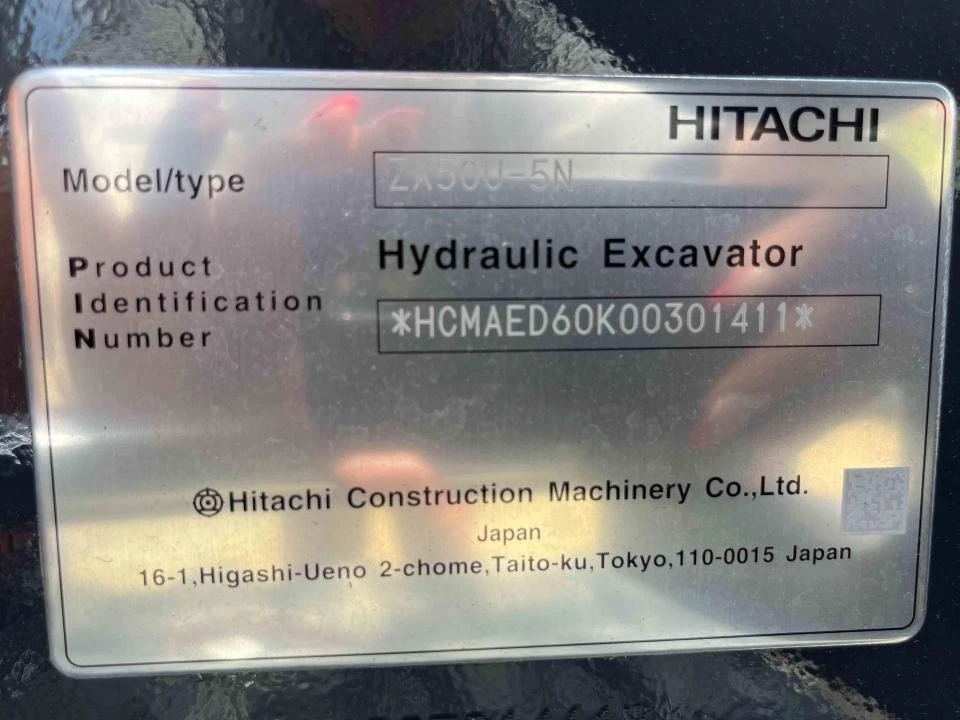 HITACHI
Model/type ZX50U-5N
Hydraulic Excavator
Product
Identification
Number
*HCMAED60K00301411*
Hitachi Construction Machinery Co.,Ltd.
Japan
16-1,Higashi-Ueno 2-chome,Taito-ku,Tokyo,110-0015 Japan